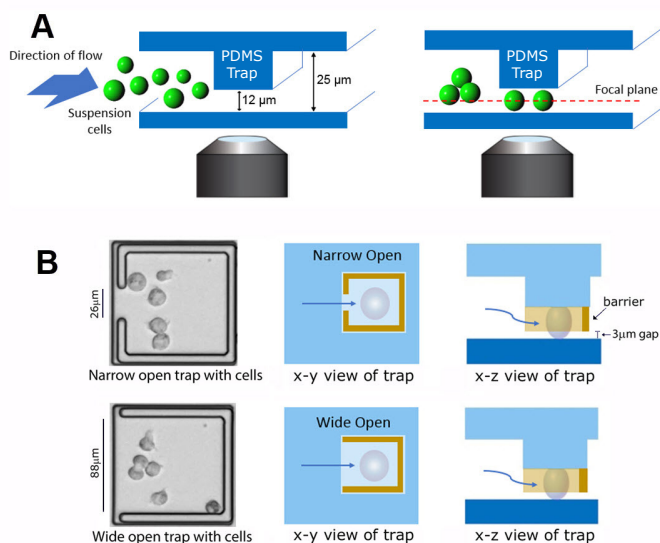 A
Direction of flow
Suspension
cells
PDMS
Trap
12 µm
25 µm
PDMS
Trap
Focal plane
B
26µm
Narrow open trap with cells
Narrow Open
x-y view of trap
barrier
3µm gap
x-z view of trap
88µm
Wide open trap with cells
Wide Open
x-y view of trap
x-z view of trap